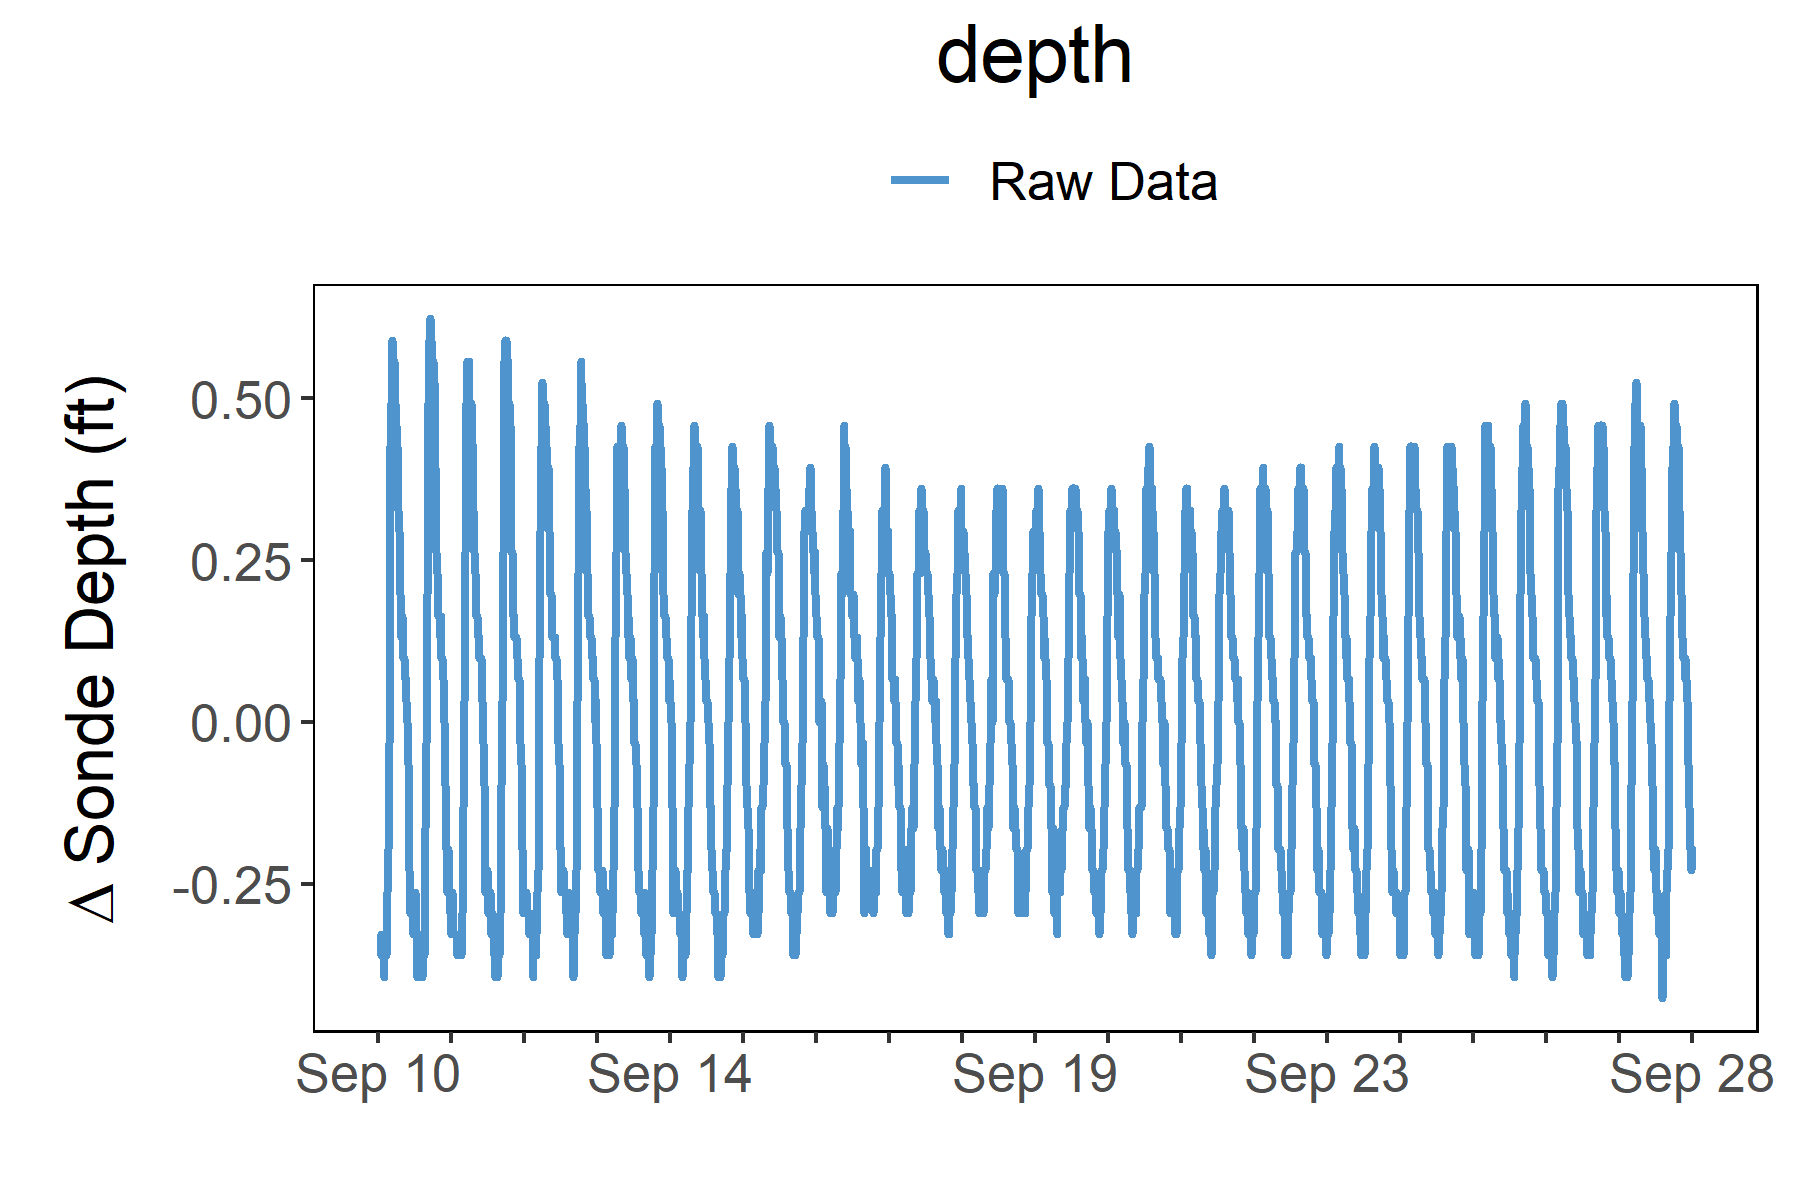 depth
Raw Data
Δ Sonde Depth (ft)
0.50
0.25
0.00
-0.25
Sep 10 Sep 14 Sep 19 Sep 23 Sep 28